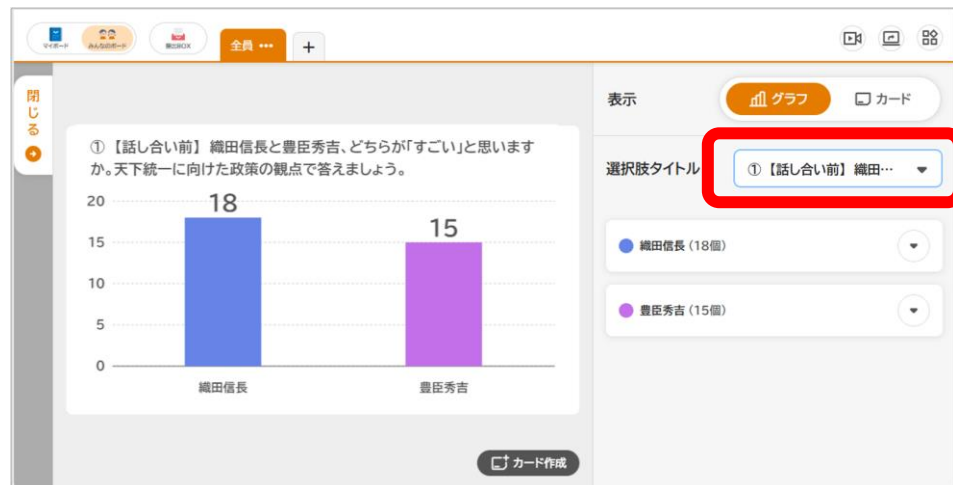 マイボード
みんなのボード
提出BOX
全員 •••
+
閉じる
① 【話し合い前】 織田信長と豊臣秀吉、どちらが「すごい」と思います
か。天下統一に向けた政策の観点で答えましょう。
20
15
10
5
0
18
15
織田信長
豊臣秀吉
カード作成
表示
グラフ
カード
選択肢タイトル
① 【話し合い前】 織田…
織田信長 (18個)
豊臣秀吉 (15個)